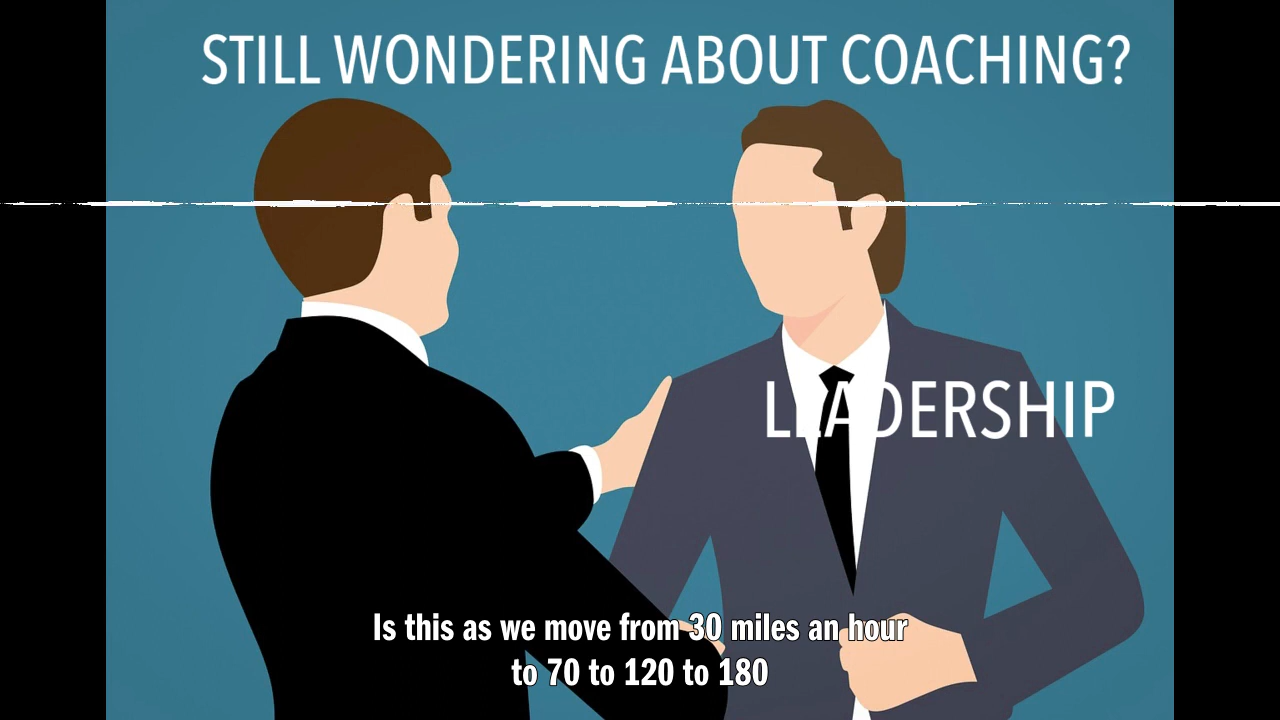 STILL WONDERING ABOUT COACHING?
LEADERSHIP
Is this as we move from 30 miles an hour
to 70 to 120 to 180